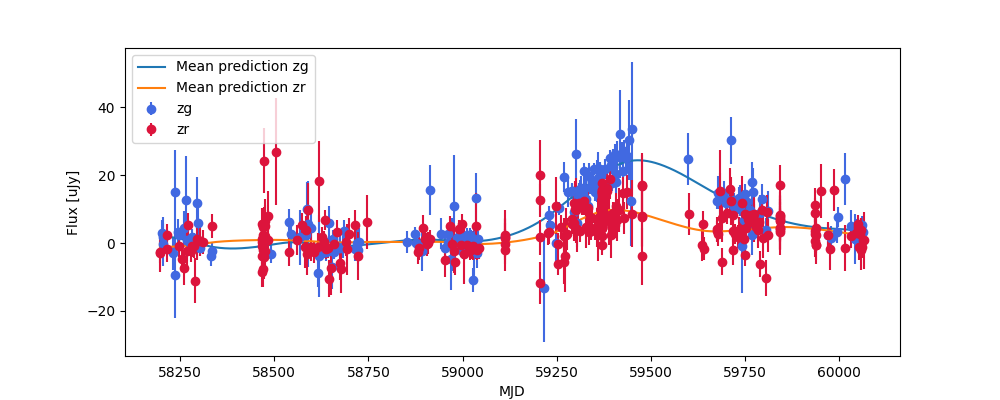 Mean prediction zg
Mean prediction zr
zg
zr
Flux [uJy]
40
20
0
−20
58250
58500
58750
59000
59250
59500
59750
60000
MJD